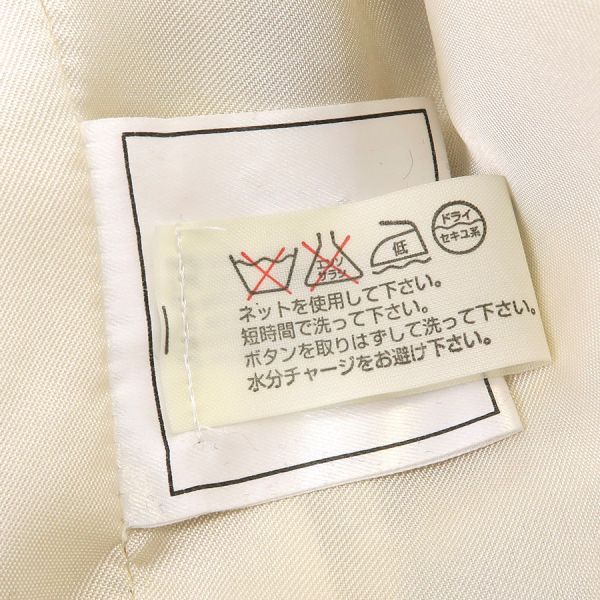 エンソ
サラシ
低
ドライ
セキユ系
ネットを使用して下さい。
短時間で洗って下さい。
ボタンを取りはずして洗って下さい。
水分チャージをお避け下さい。